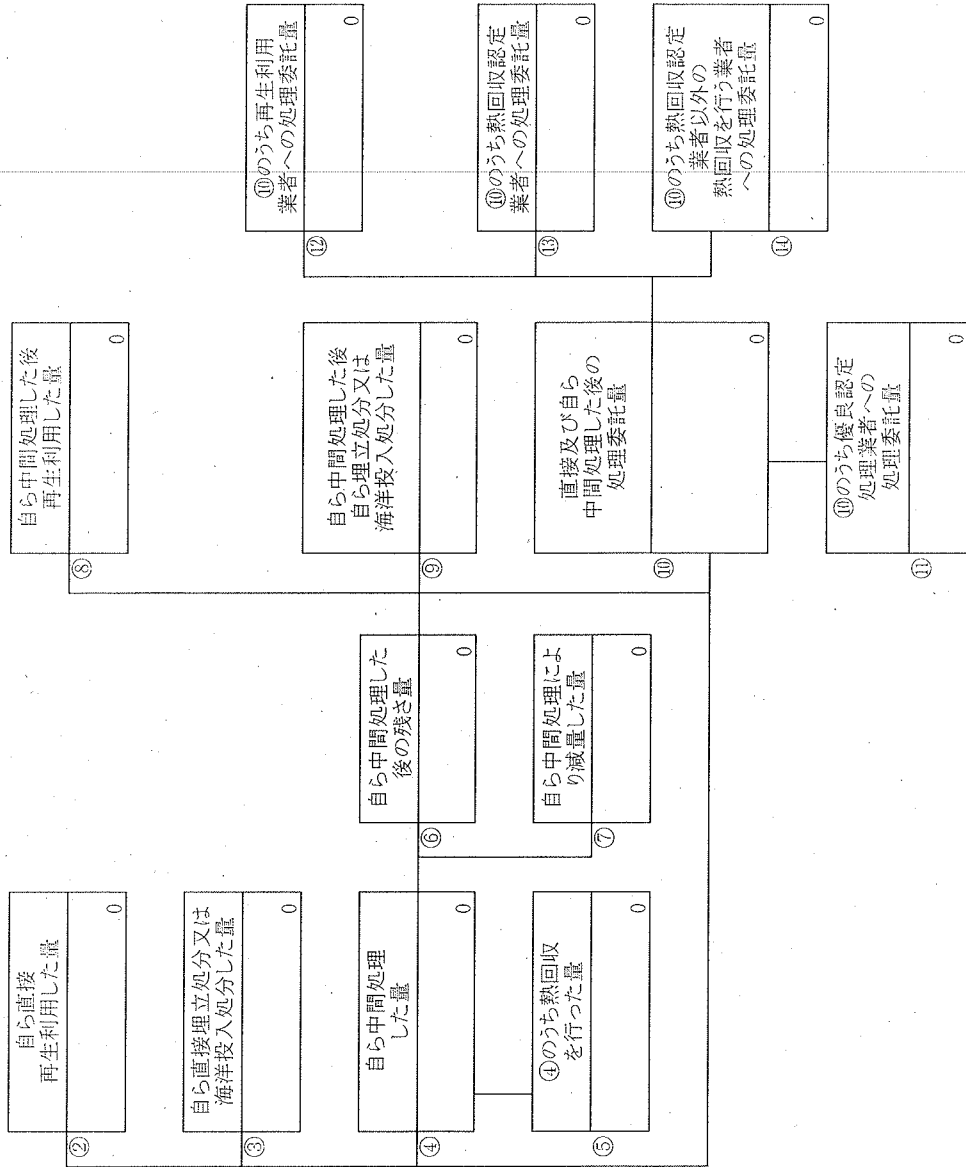 ②
自ら直接
再生利用した量
0
③
自ら直接埋立処分又は
海洋投入処分した量
0
④
自ら中間処理
した量
0
⑤
④のうち熱回収
を行った量
0
⑥
自ら中間処理した
後の残さ量
0
⑦
自ら中間処理によ
り減量した量
0
⑧
自ら中間処理した後
再生利用した量
0
⑨
自ら中間処理した後
自ら埋立処分又は
海洋投入処分した量
0
⑩
直接及び自ら
中間処理した後の
処理委託量
0
⑪
⑩のうち優良認定
処理業者への
処理委託量
0
⑫
⑩のうち再生利用
業者への処理委託量
0
⑬
⑩のうち熱回収認定
業者への処理委託量
0
⑭
⑩のうち熱回収認定
業者以外の
熱回収を行う業者
への処理委託量
0